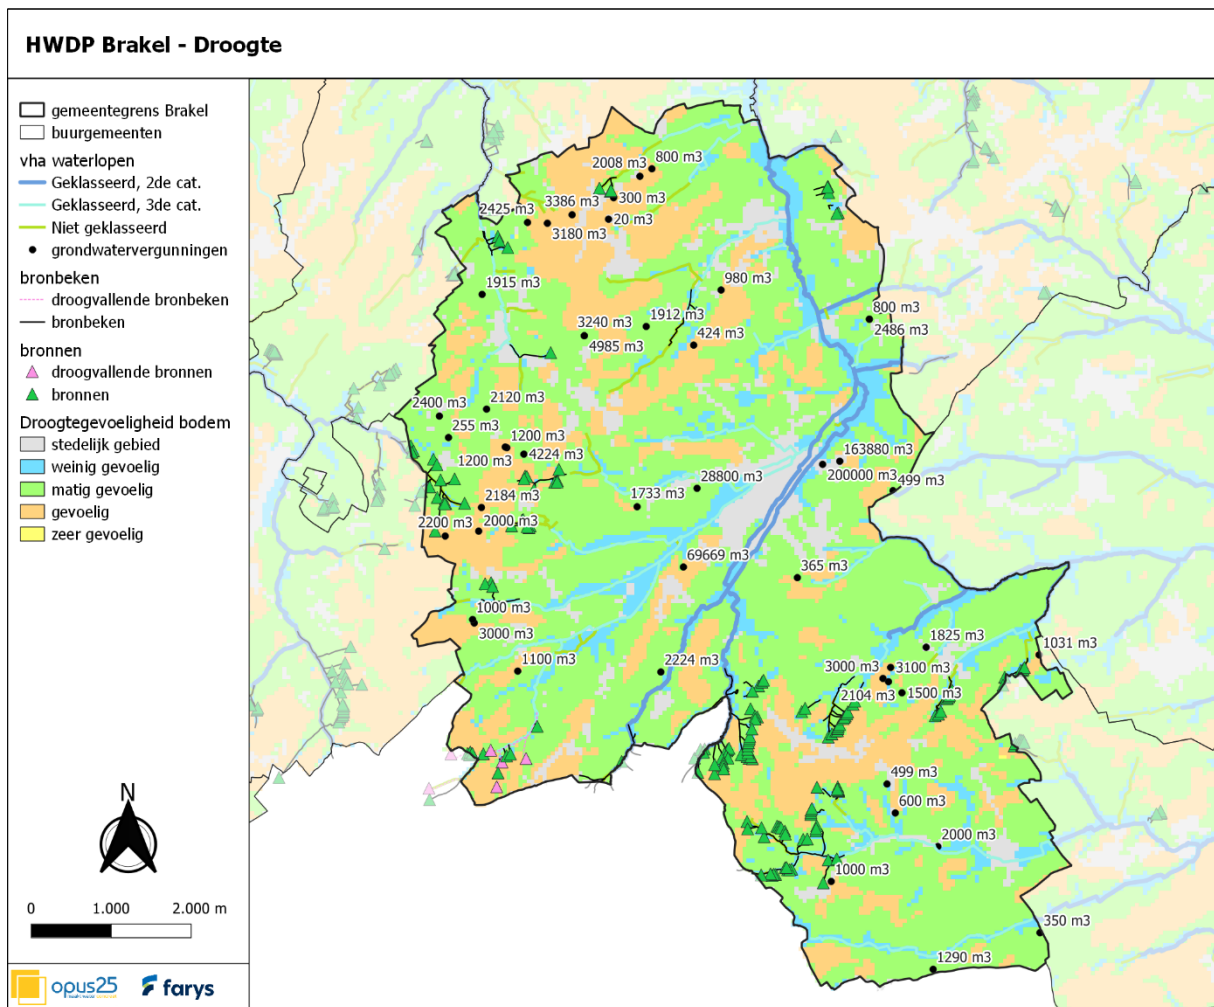 HWDP Brakel - Droogte
gemeentegrens Brakel
buurgemeenten
vha waterlopen
Geklasseerd, 2de cat.
Geklasseerd, 3de cat.
Niet geklasseerd
grondwatervergunningen
bronbeken
droogvallende bronbeken
bronbeken
bronnen
droogvallende bronnen
bronnen
Droogtegevoeligheid bodem
stedelijk gebied
weinig gevoelig
matig gevoelig
gevoelig
zeer gevoelig
N
0 1.000 2.000 m
opus25
farys
2008 m3
800 m3
3386 m3
300 m3
2425 m3
20 m3
3180 m3
1915 m3
980 m3
3240 m3
1912 m3
800 m3
4985 m3
424 m3
2486 m3
2400 m3
2120 m3
255 m3
1200 m3
1200 m3
4224 m3
163880 m3
200000 m3
28800 m3
499 m3
2184 m3
1733 m3
2200 m3
2000 m3
69669 m3
365 m3
1000 m3
3000 m3
1825 m3
1031 m3
1100 m3
2224 m3
3000 m3
3100 m3
2104 m3
1500 m3
499 m3
600 m3
2000 m3
1000 m3
350 m3
1290 m3